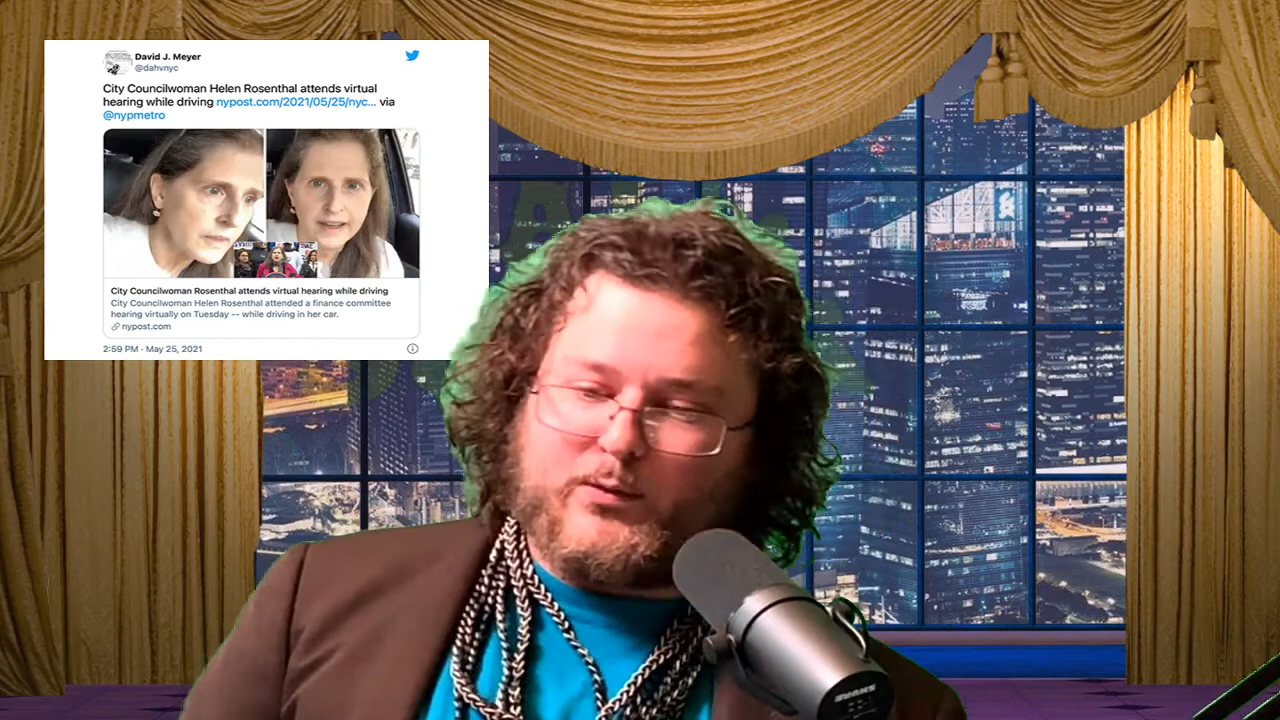 David J. Meyer
@dahvnyc
City Councilwoman Helen Rosenthal attends virtual
hearing while driving nypost.com/2021/05/25/nyc... via
@nypmetro
City Councilwoman Rosenthal attends virtual hearing while driving
City Councilwoman Helen Rosenthal attended a finance committee
hearing virtually on Tuesday -- while driving in her car.
nypost.com
2:59 PM · May 25, 2021